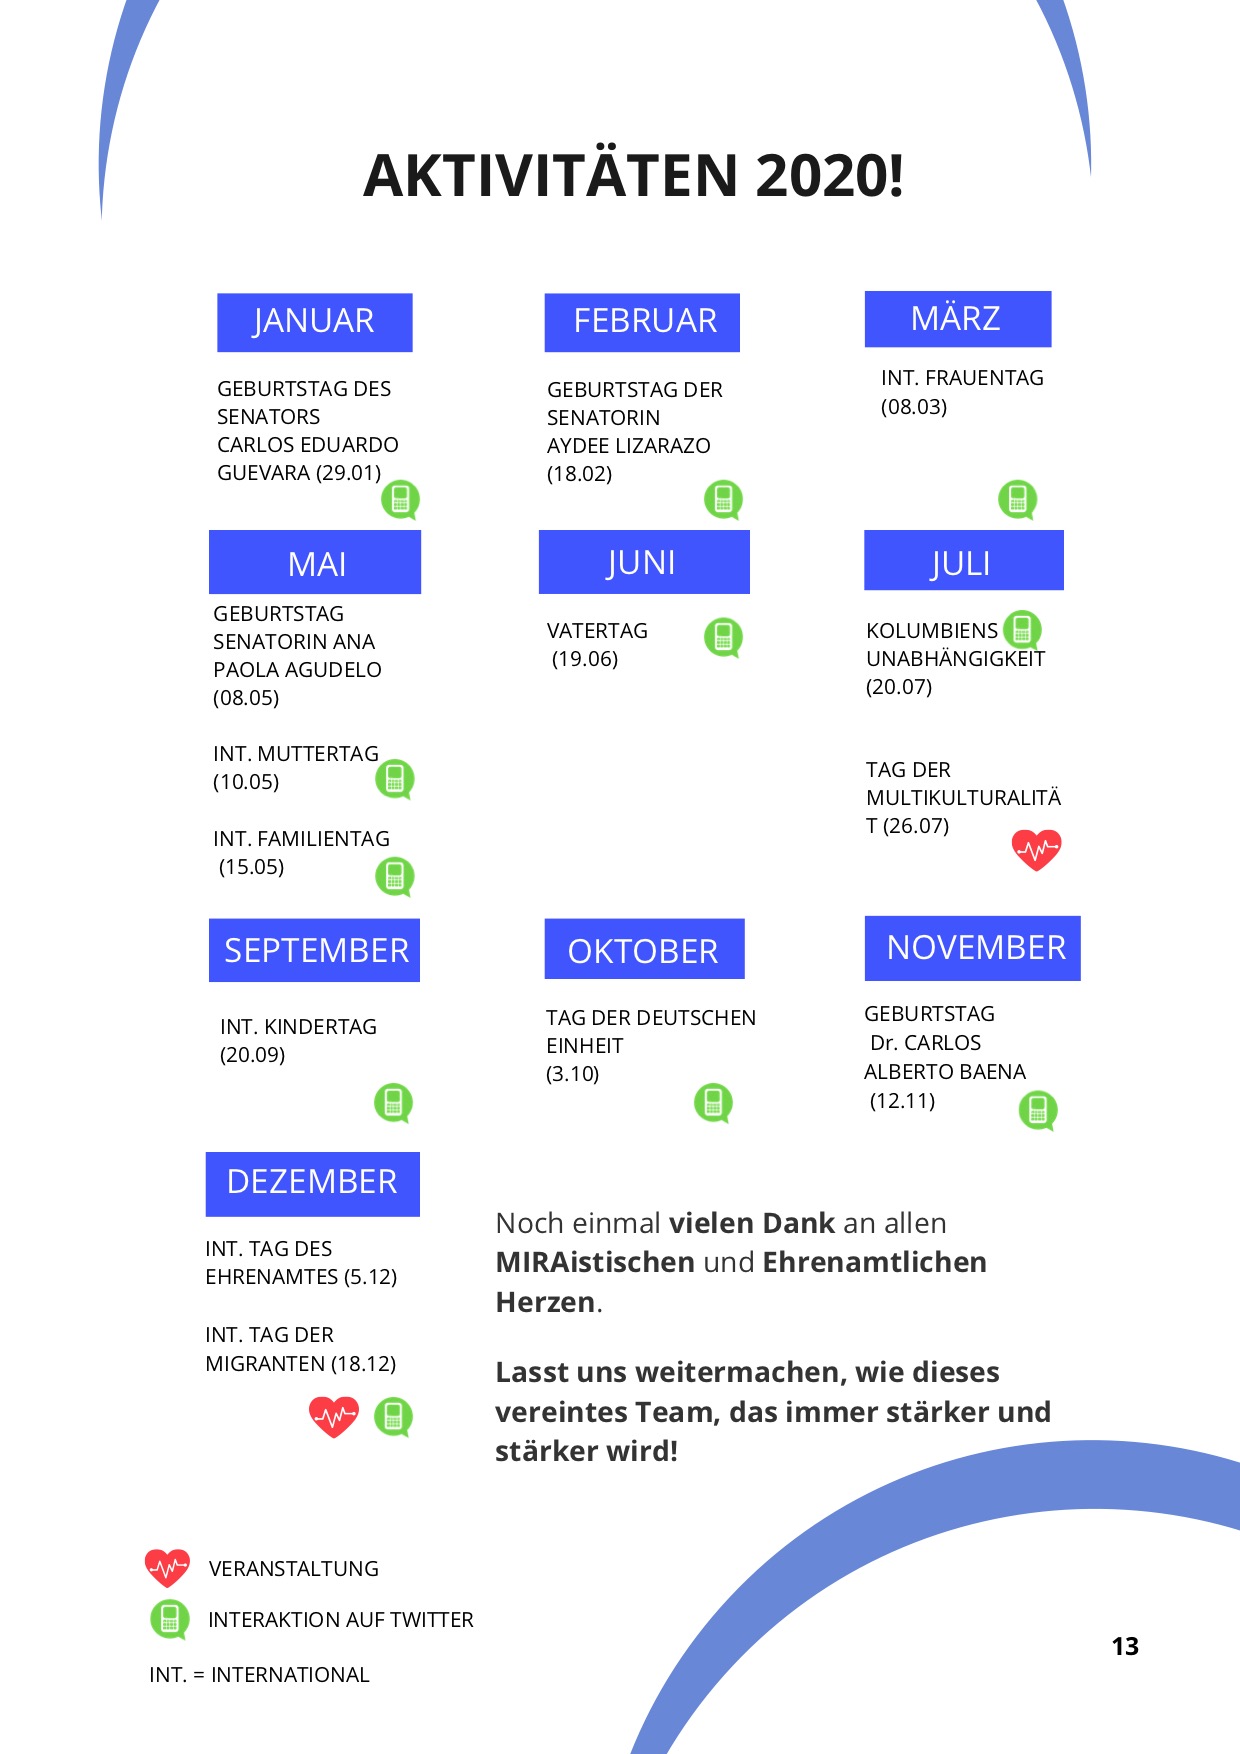 AKTIVITÄTEN 2020!
JANUAR
GEBURTSTAG DES
SENATORS
CARLOS EDUARDO
GUEVARA (29.01)
FEBRUAR
GEBURTSTAG DER
SENATORIN
AYDEE LIZARAZO
(18.02)
MÄRZ
INT. FRAUENTAG
(08.03)
MAI
GEBURTSTAG
SENATORIN ANA
PAOLA AGUDELO
(08.05)
INT. MUTTERTAG
(10.05)
INT. FAMILIENTAG
(15.05)
JUNI
VATERTAG
(19.06)
JULI
KOLUMBIENS
UNABHÄNGIGKEIT
(20.07)
TAG DER
MULTIKULTURALITÄ
T (26.07)
SEPTEMBER
INT. KINDERTAG
(20.09)
OKTOBER
TAG DER DEUTSCHEN
EINHEIT
(3.10)
NOVEMBER
GEBURTSTAG
Dr. CARLOS
ALBERTO BAENA
(12.11)
DEZEMBER
INT. TAG DES
EHRENAMTES (5.12)
INT. TAG DER
MIGRANTEN (18.12)
Noch einmal vielen Dank an allen
MIRAistischen und Ehrenamtlichen
Herzen.
Lasst uns weitermachen, wie dieses
vereintes Team, das immer stärker und
stärker wird!
VERANSTALTUNG
INTERAKTION AUF TWITTER
INT. = INTERNATIONAL
13